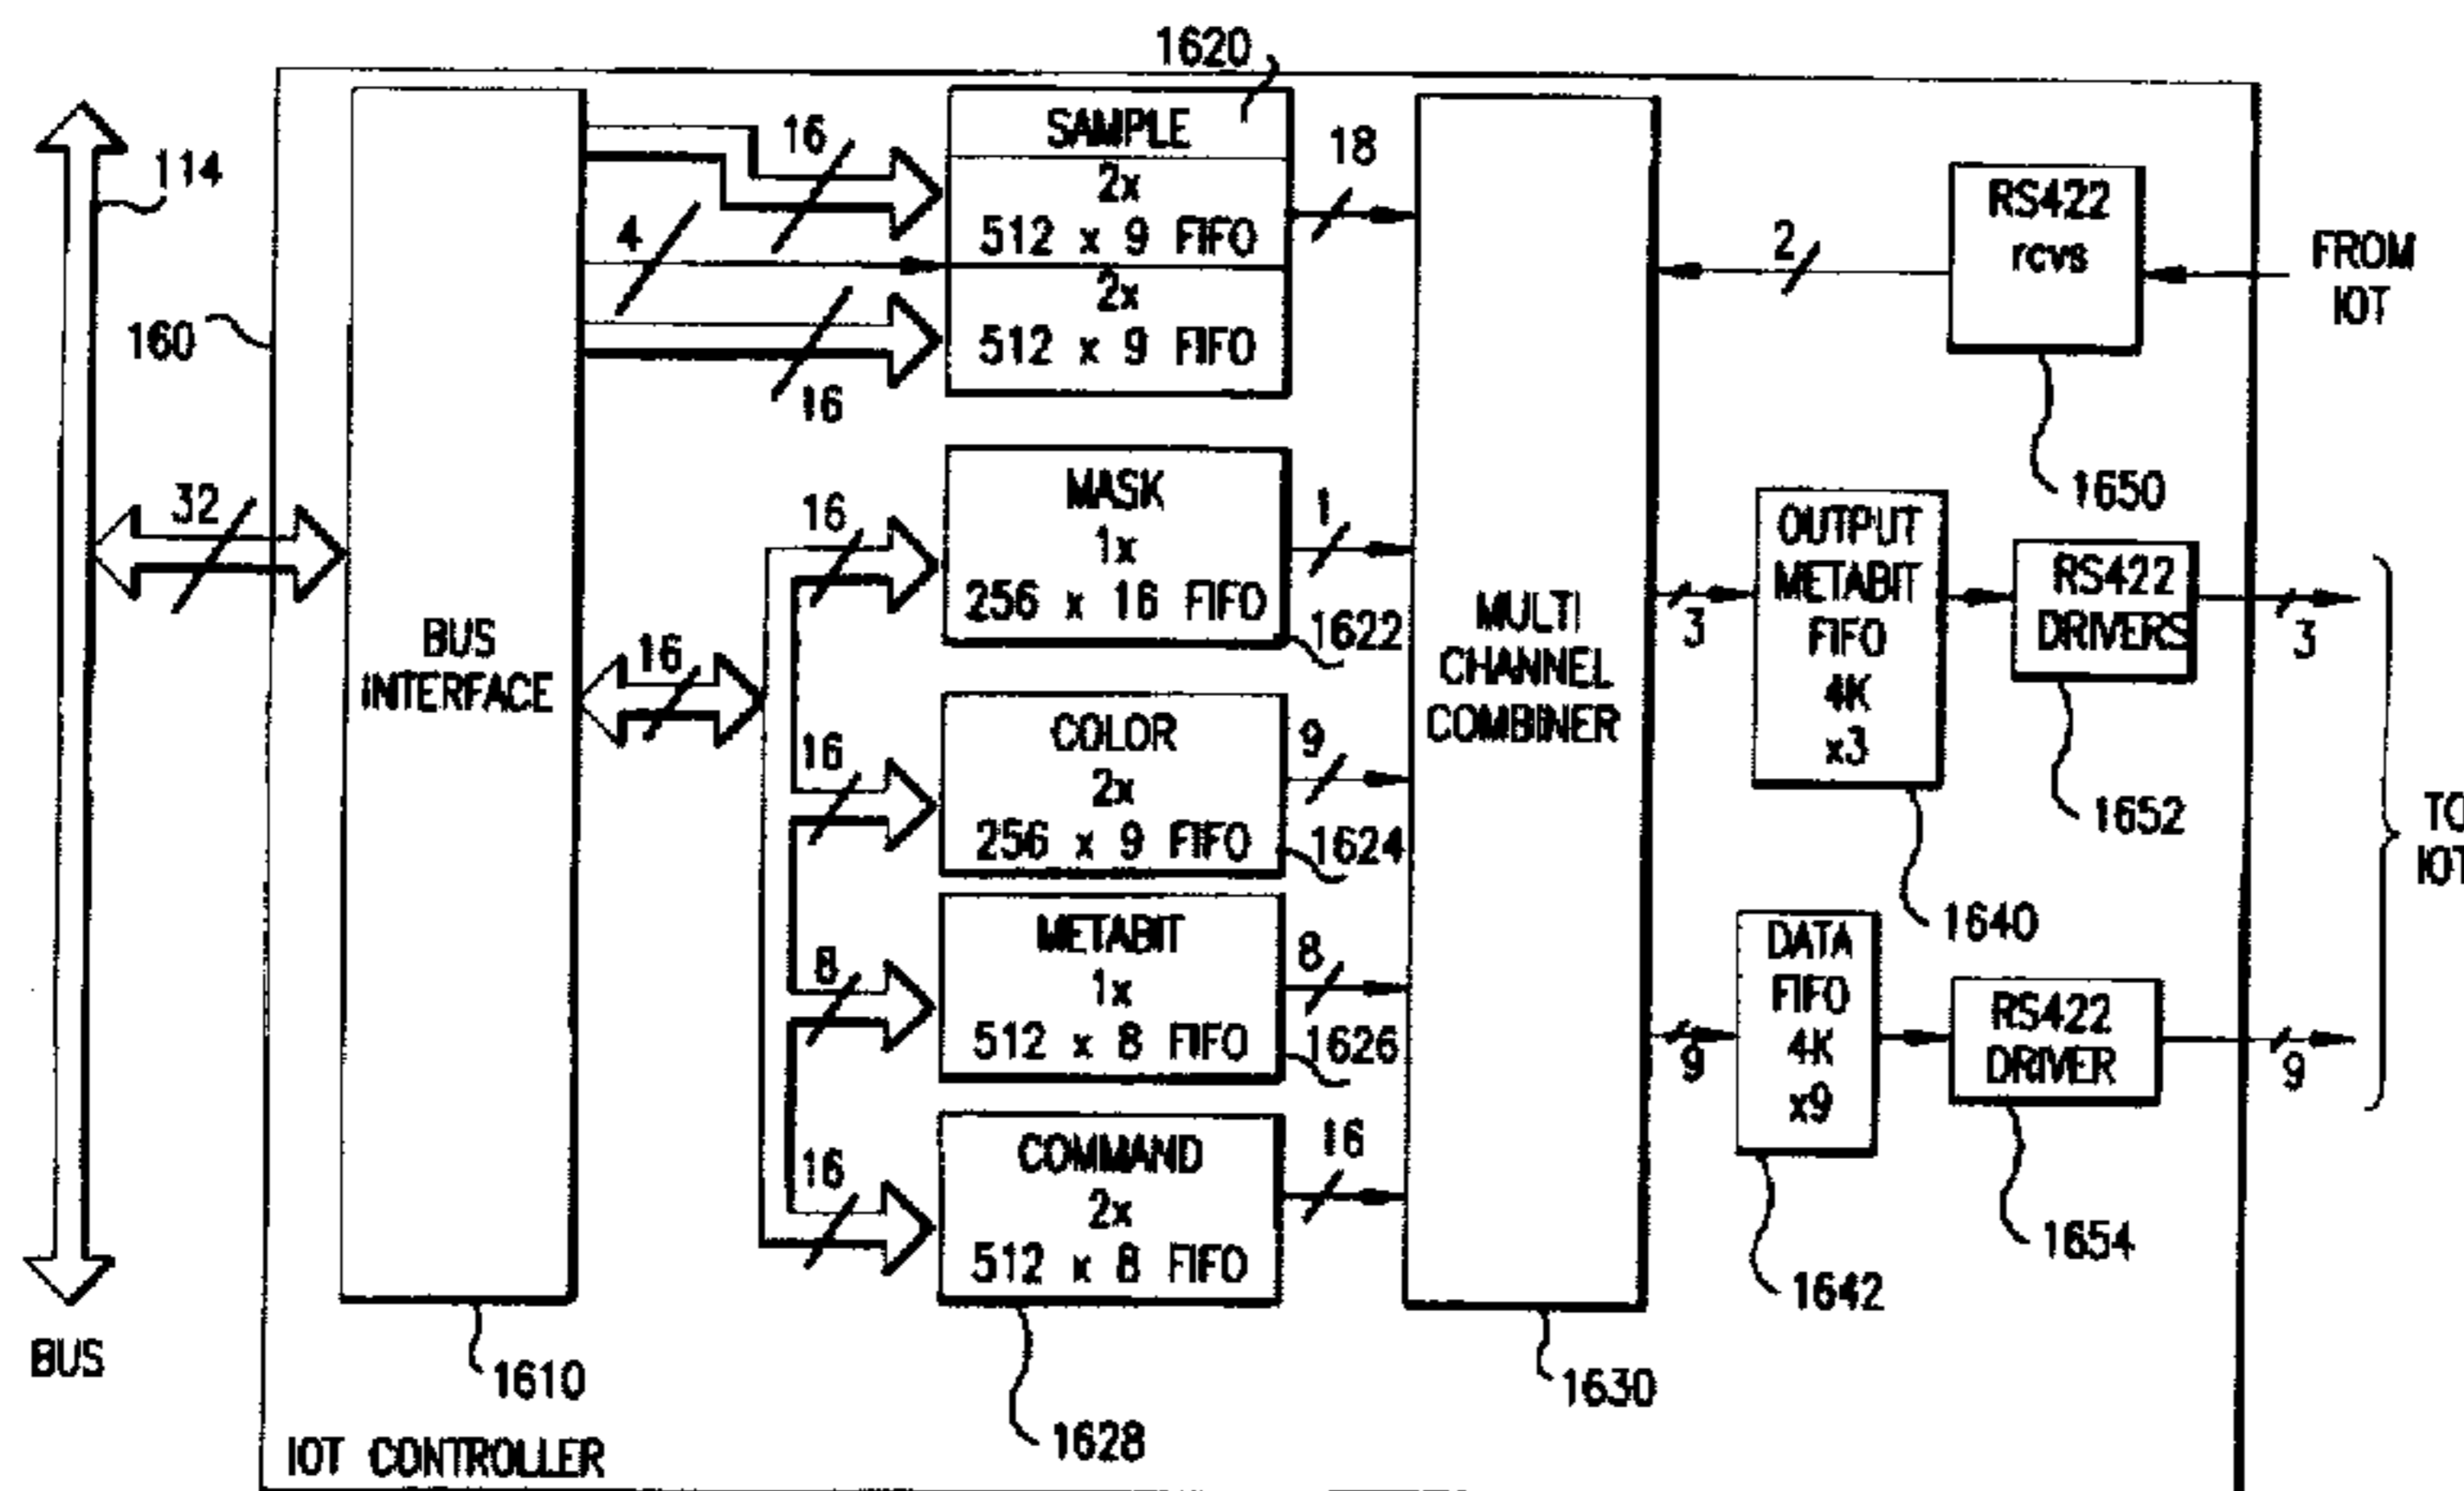 1620
114
160
32
BUS
BUS
INTERFACE
1610
IOT CONTROLLER
16
4
16
16
SAMPLE
2x
512 x 9 FIFO
2x
512 x 9 FIFO
18
16
MASK
1x
256 x 16 FIFO
1622
1
16
COLOR
2x
256 x 9 FIFO
1624
9
8
METABIT
1x
512 x 8 FIFO
1626
8
16
COMMAND
2x
512 x 8 FIFO
1628
16
MULTI
CHANNEL
COMBINER
1630
2
RS422
rcvs
1650
FROM
IOT
3
OUTPUT
METABIT
FIFO
4K
x3
1640
RS422
DRIVERS
1652
3
9
DATA
FIFO
4K
x9
1642
RS422
DRIVER
1654
9
TO
IOT